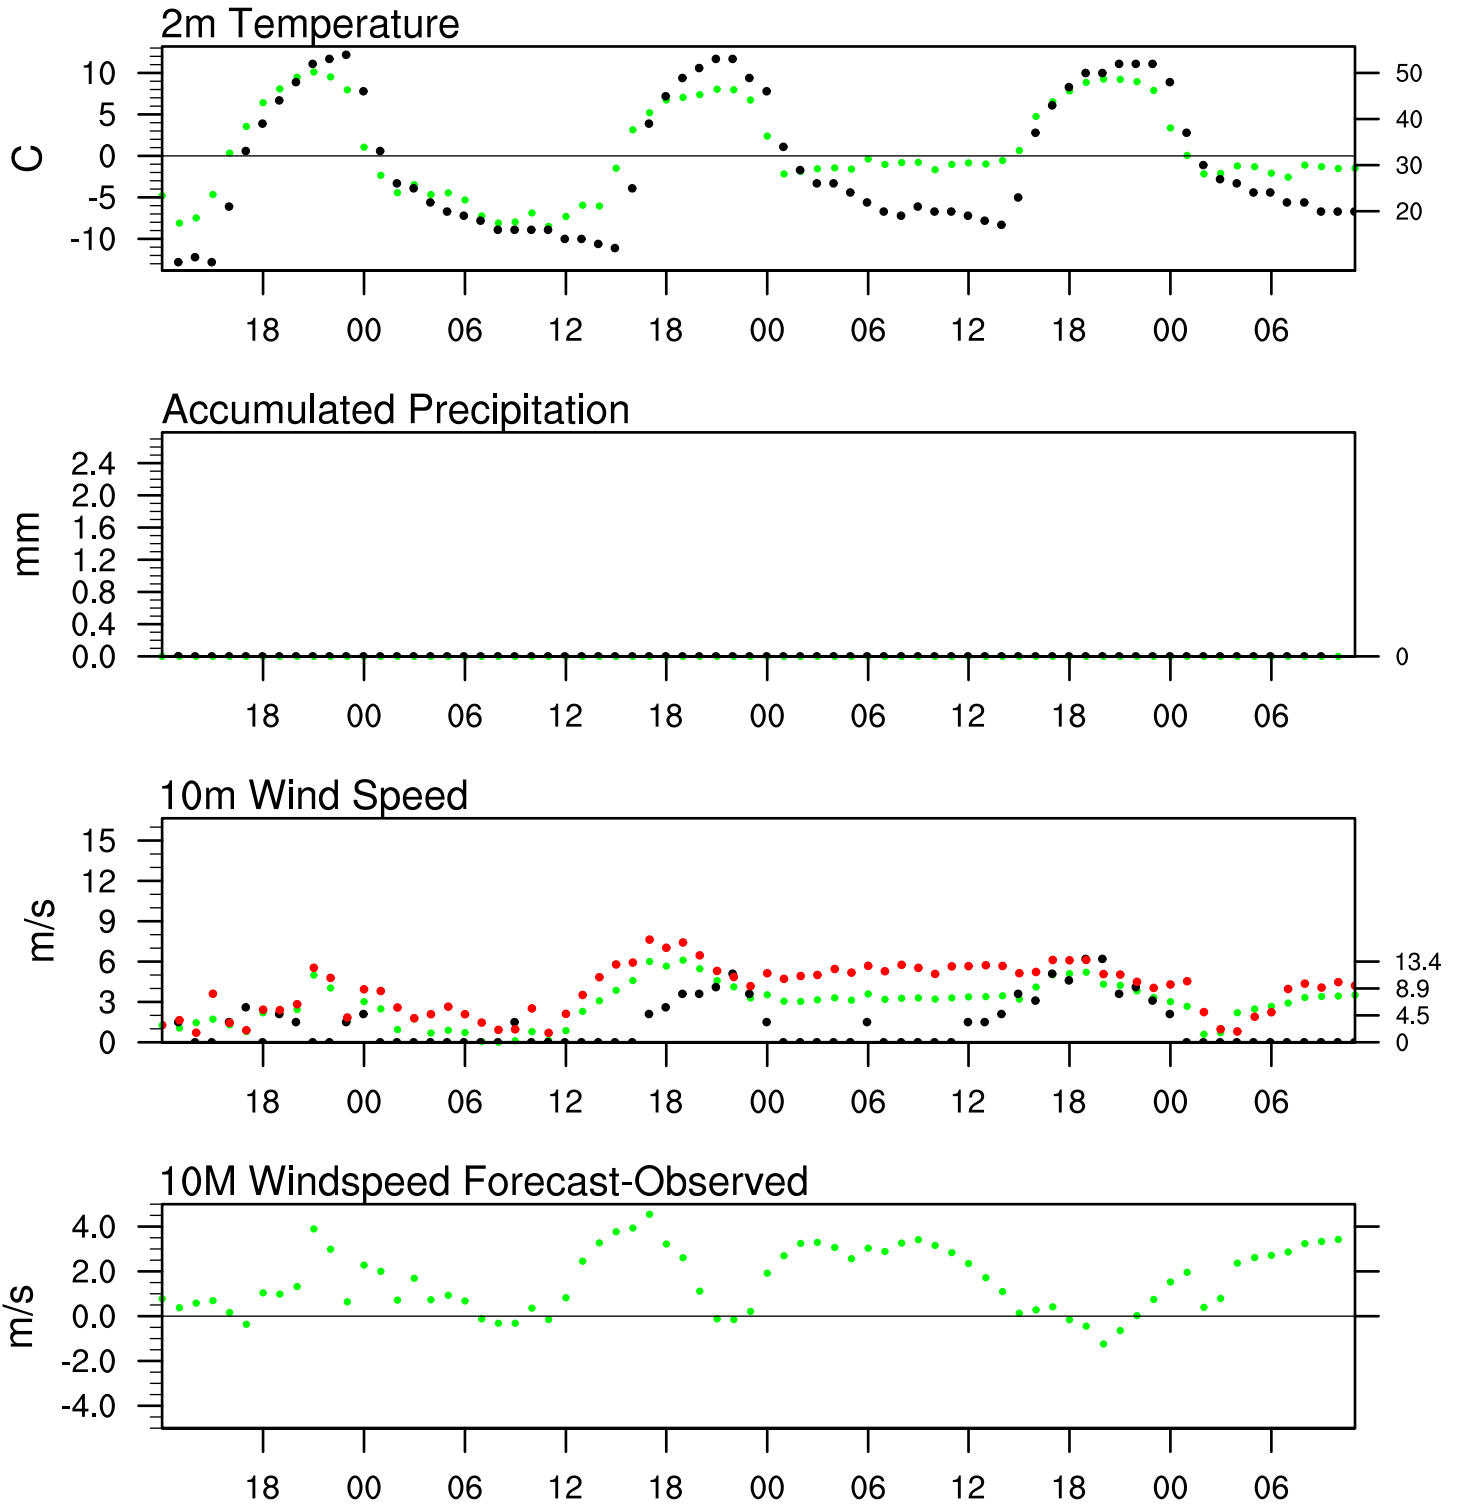 2m Temperature
10
5
0
-5
-10
C
50
40
30
20
18 00 06 12 18 00 06 12 18 00 06
Accumulated Precipitation
2.4
2.0
1.6
1.2
0.8
0.4
0.0
mm
0
18 00 06 12 18 00 06 12 18 00 06
10m Wind Speed
15
12
9
6
3
0
m/s
13.4
8.9
4.5
0
18 00 06 12 18 00 06 12 18 00 06
10M Windspeed Forecast-Observed
4.0
2.0
0.0
-2.0
-4.0
m/s
18 00 06 12 18 00 06 12 18 00 06